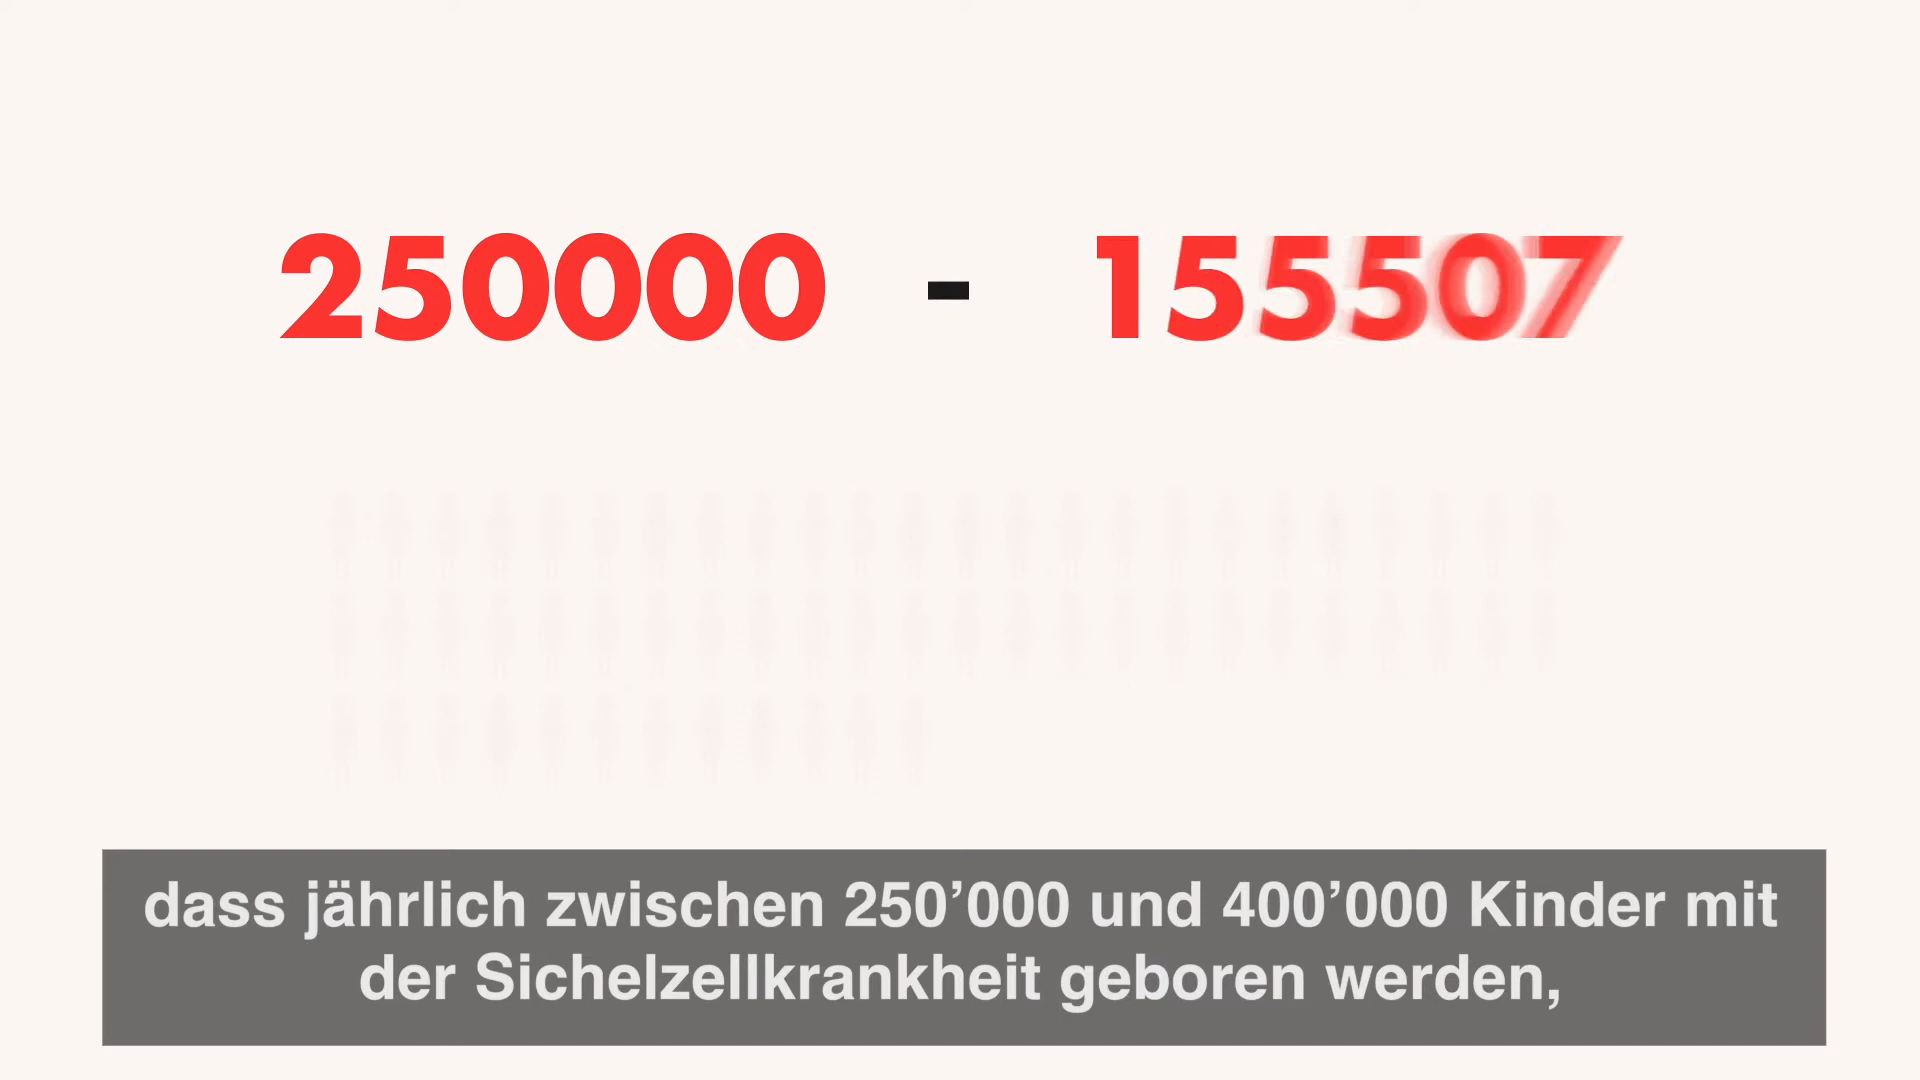 250000 - 155507
dass jährlich zwischen 250’000 und 400’000 Kinder mit
der Sichelzellkrankheit geboren werden,